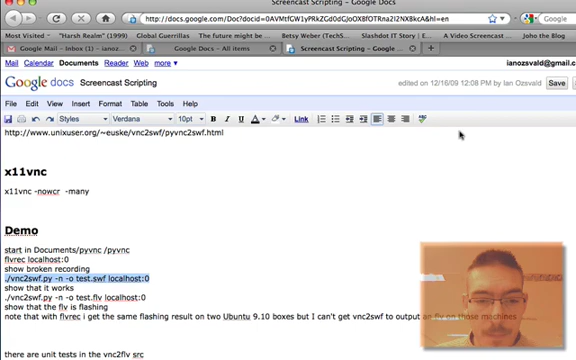 Screencast Scripting - Google Docs
http://docs.google.com/Doc?docid=0AVMtfGW1yPRkZGd0dGJoOXBfOTRna2I2NXBkcA&hl=en
Most Visited
"Harsh Realm" (1999)
Global Guerrillas
The future might be ...
Betsy Weber (TechS...
Slashdot IT Story | E...
A Video Screencast ...
Joho the Blog
Google Mail - Inbox (1) - ianozs...
Google Docs - All items
Screencast Scripting - Google...
Mail Calendar Documents Reader Web more
ianozsvald@gmail.c
Google docs Screencast Scripting
edited on 12/16/09 12:08 PM by Ian Ozsvald
Save
File Edit View Insert Format Table Tools Help
Styles Verdana 10pt B I U A Link
http://www.unixuser.org/~euske/vnc2swf/pyvnc2swf.html
x11vnc
x11vnc -nowcr -many
Demo
start in Documents/pyvnc /pyvnc
flvrec localhost:0
show broken recording
./vnc2swf.py -n -o test.swf localhost:0
show that it works
./vnc2swf.py -n -o test.flv localhost:0
show that the flv is flashing
note that with flvrec i get the same flashing result on two Ubuntu 9.10 boxes but I can't get vnc2swf to output an flv on those machines
there are unit tests in the vnc2flv src